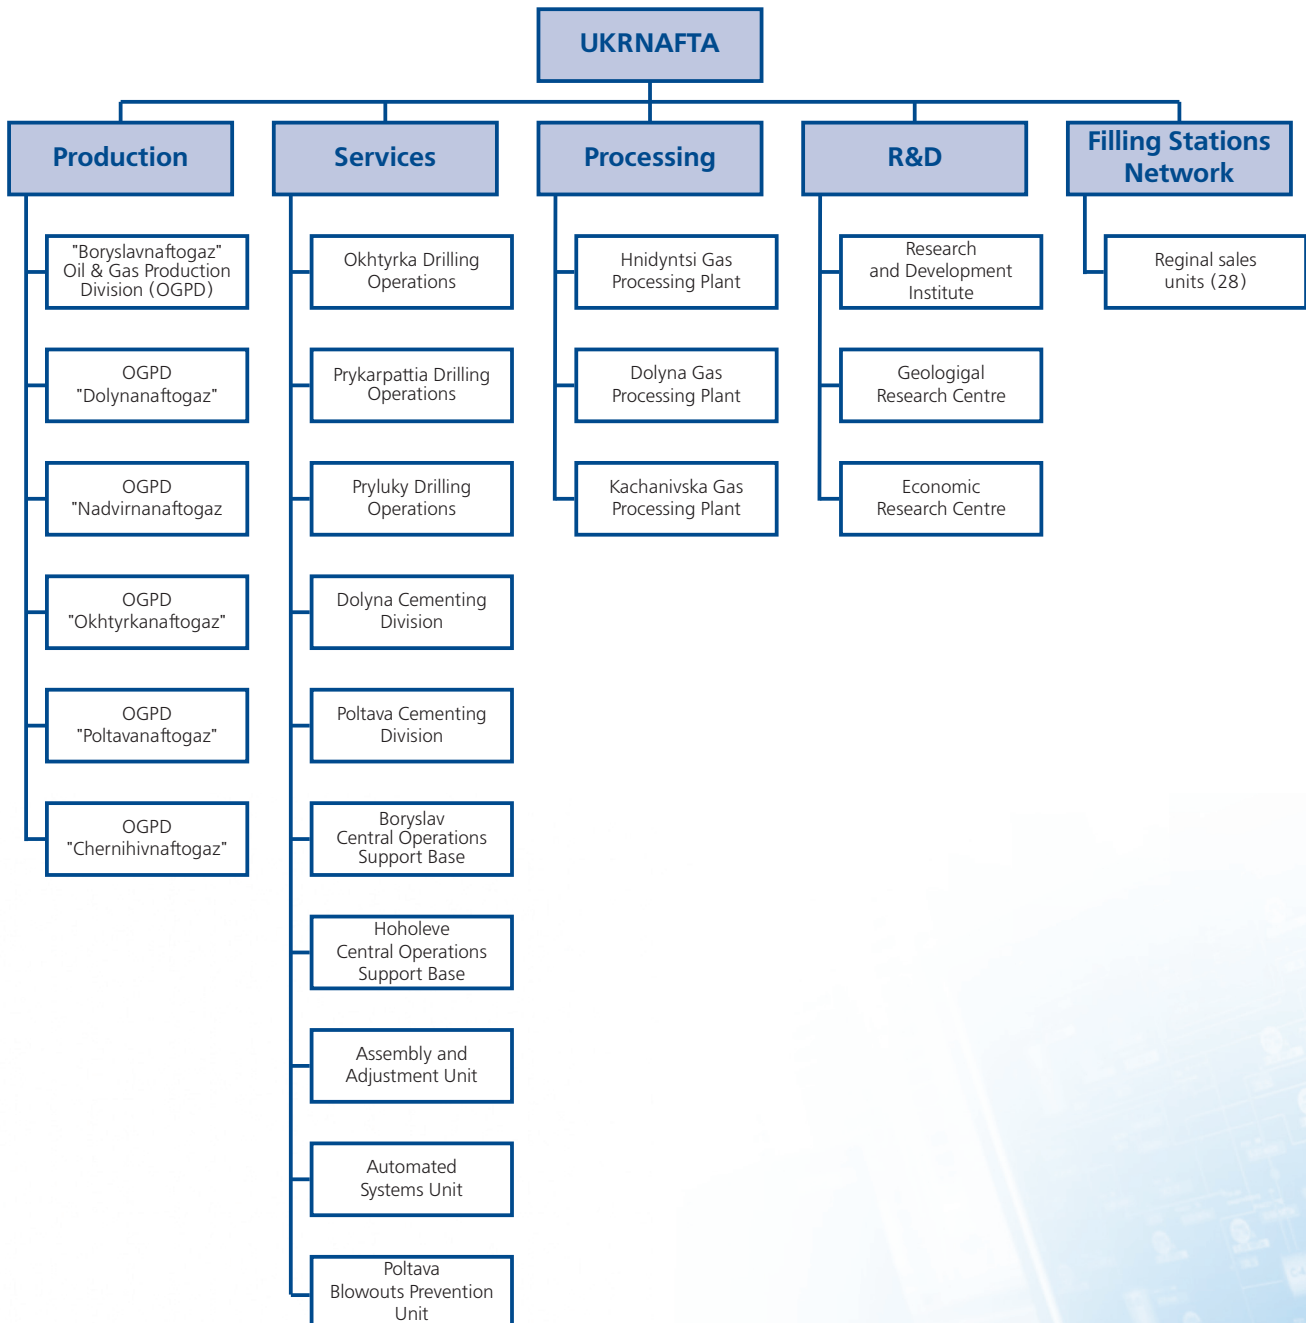 UKRNAFTA
Production
Services
Processing
R&D
Filling Stations
Network
"Boryslavnaftogaz"
Oil & Gas Production
Division (OGPD)
OGPD
"Dolynanaftogaz"
OGPD
"Nadvirnanaftogaz
OGPD
"Okhtyrkanaftogaz"
OGPD
"Poltavanaftogaz"
OGPD
"Chernihivnaftogaz"
Okhtyrka Drilling
Operations
Prykarpattia Drilling
Operations
Pryluky Drilling
Operations
Dolyna Cementing
Division
Poltava Cementing
Division
Boryslav
Central Operations
Support Base
Hoholeve
Central Operations
Support Base
Assembly and
Adjustment Unit
Automated
Systems Unit
Poltava
Blowouts Prevention
Unit
Hnidyntsi Gas
Processing Plant
Dolyna Gas
Processing Plant
Kachanivska Gas
Processing Plant
Research
and Development
Institute
Geologigal
Research Centre
Economic
Research Centre
Reginal sales
units (28)